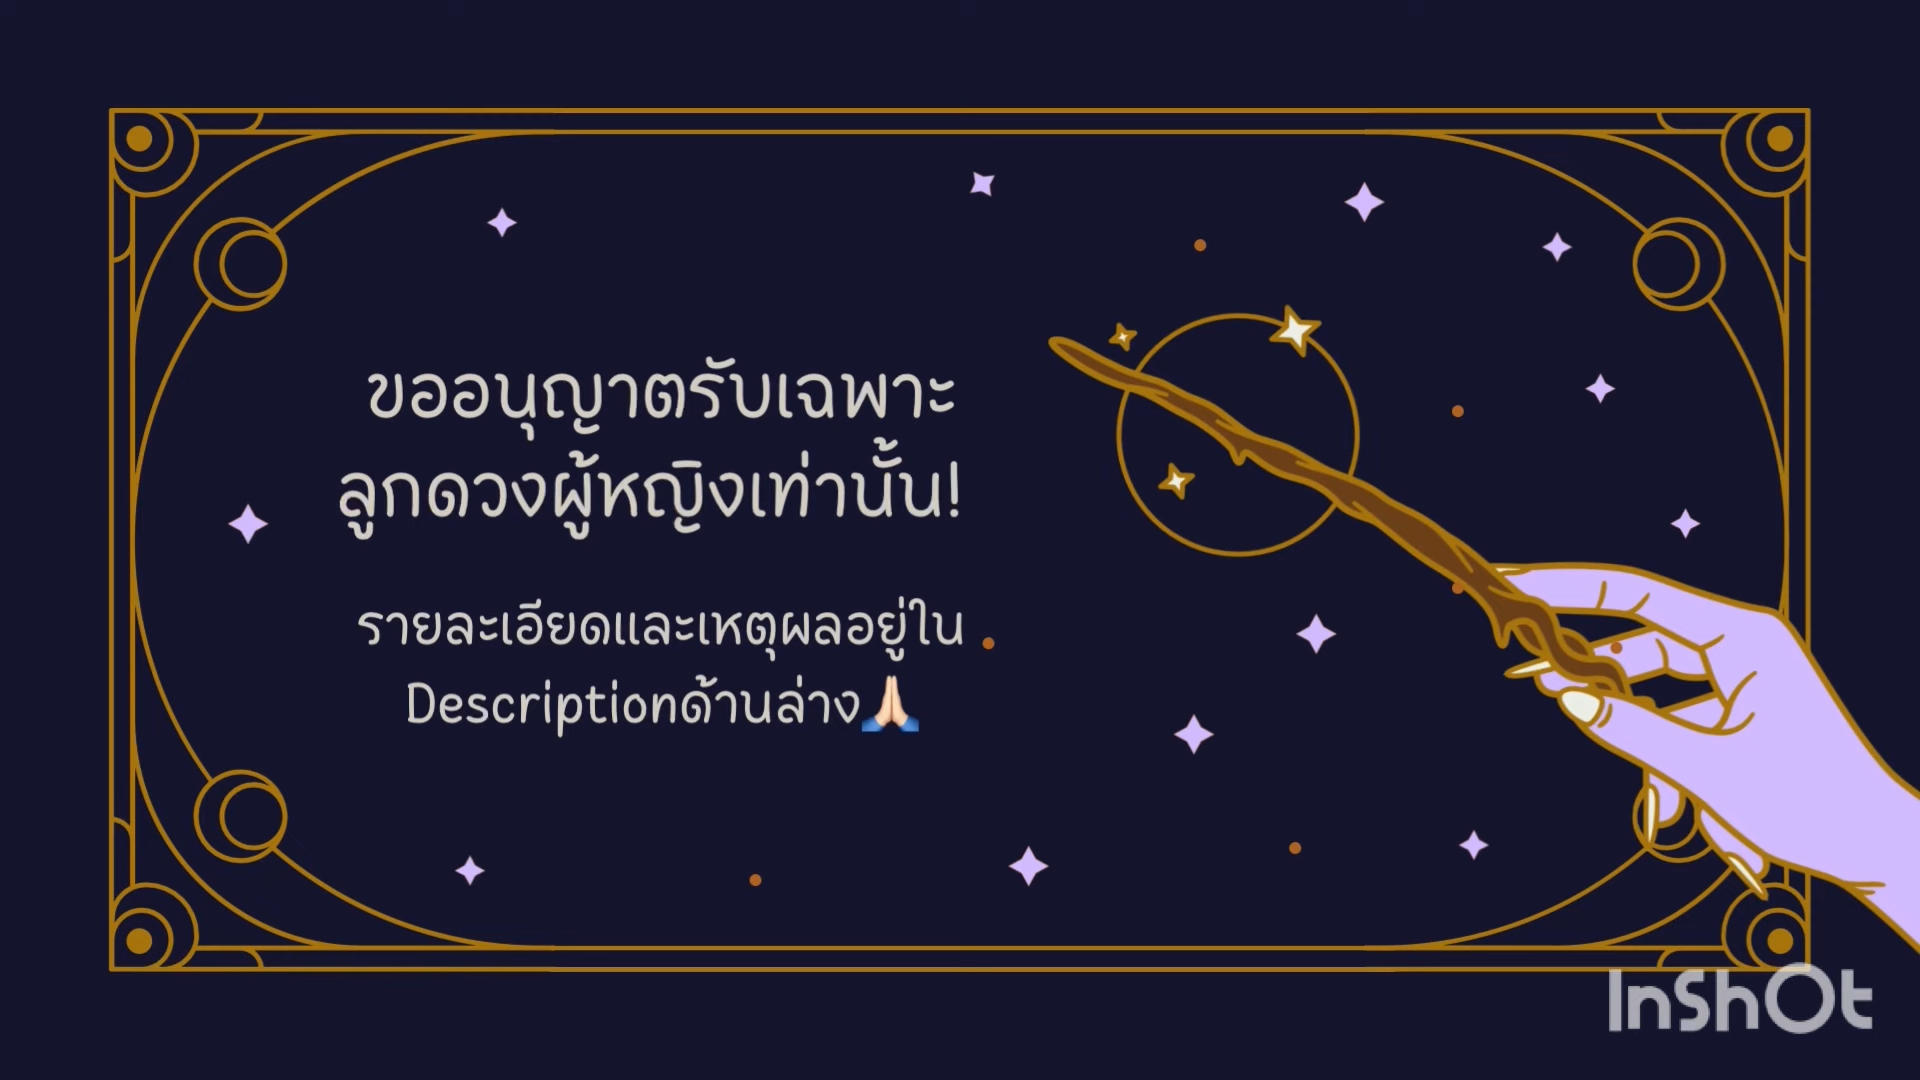 ขออนุญาตรับเฉพาะ
ลูกดวงผู้หญิงเท่านั้น!
รายละเอียดและเหตุผลอยู่ใน
Descriptionด้านล่าง🙏🏻
InShOt